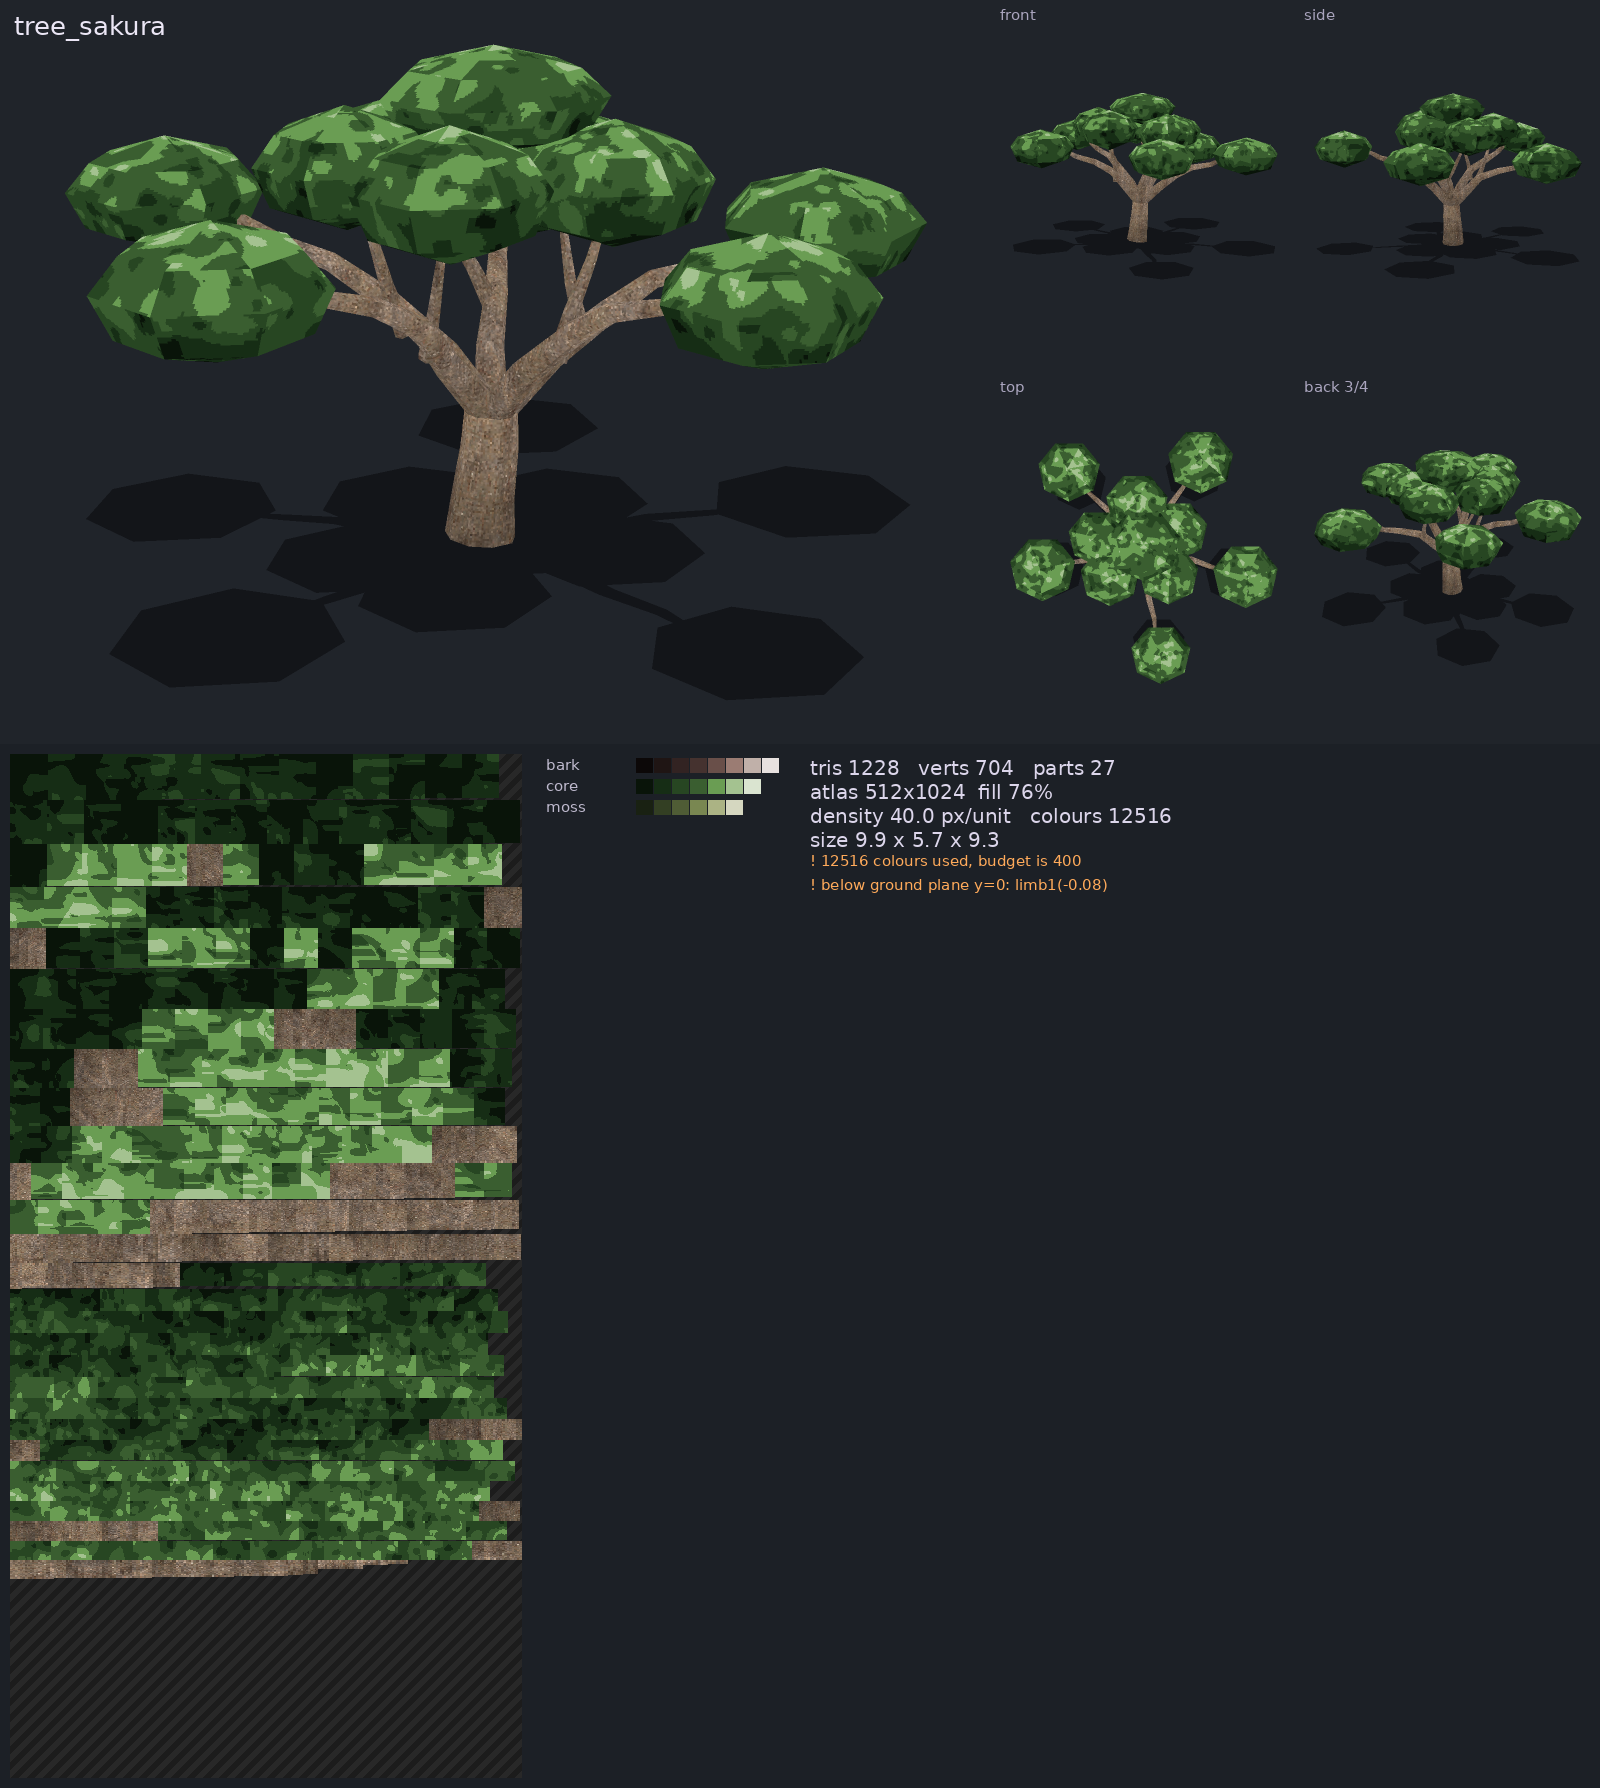 tree_sakura
front
side
top
back 3/4
bark
core
moss
tris 1228   verts 704   parts 27
atlas 512x1024  fill 76%
density 40.0 px/unit   colours 12516
size 9.9 x 5.7 x 9.3
! 12516 colours used, budget is 400
! below ground plane y=0: limb1(-0.08)